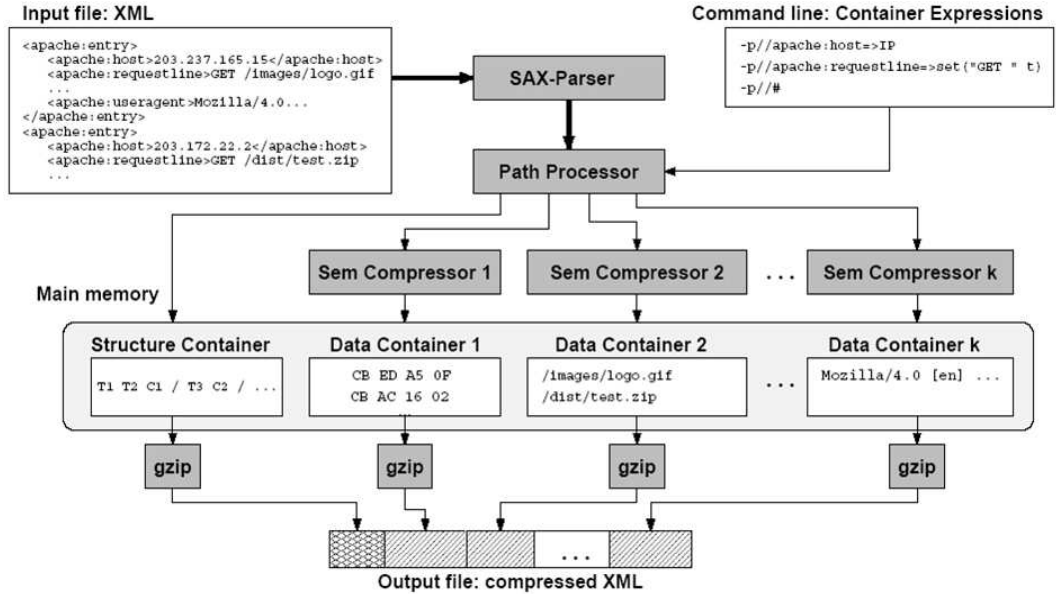 Input file: XML
Command line: Container Expressions
<apache:entry>
<apache:host>203.237.165.15</apache:host>
<apache:requestline>GET /images/logo.gif
...
<apache:useragent>Mozilla/4.0...
</apache:entry>
<apache:entry>
<apache:host>203.172.22.2</apache:host>
<apache:requestline>GET /dist/test.zip
...
-p//apache:host=>IP
-p//apache:requestline=>set("GET " t)
-p//#
SAX-Parser
Path Processor
Sem Compressor 1
Sem Compressor 2
...
Sem Compressor k
Main memory
Structure Container
Data Container 1
Data Container 2
Data Container k
T1 T2 C1 / T3 C2 / ...
CB ED A5 0F
CB AC 16 02
...
/images/logo.gif
/dist/test.zip
...
Mozilla/4.0 [en] ...
gzip
gzip
gzip
gzip
...
Output file: compressed XML